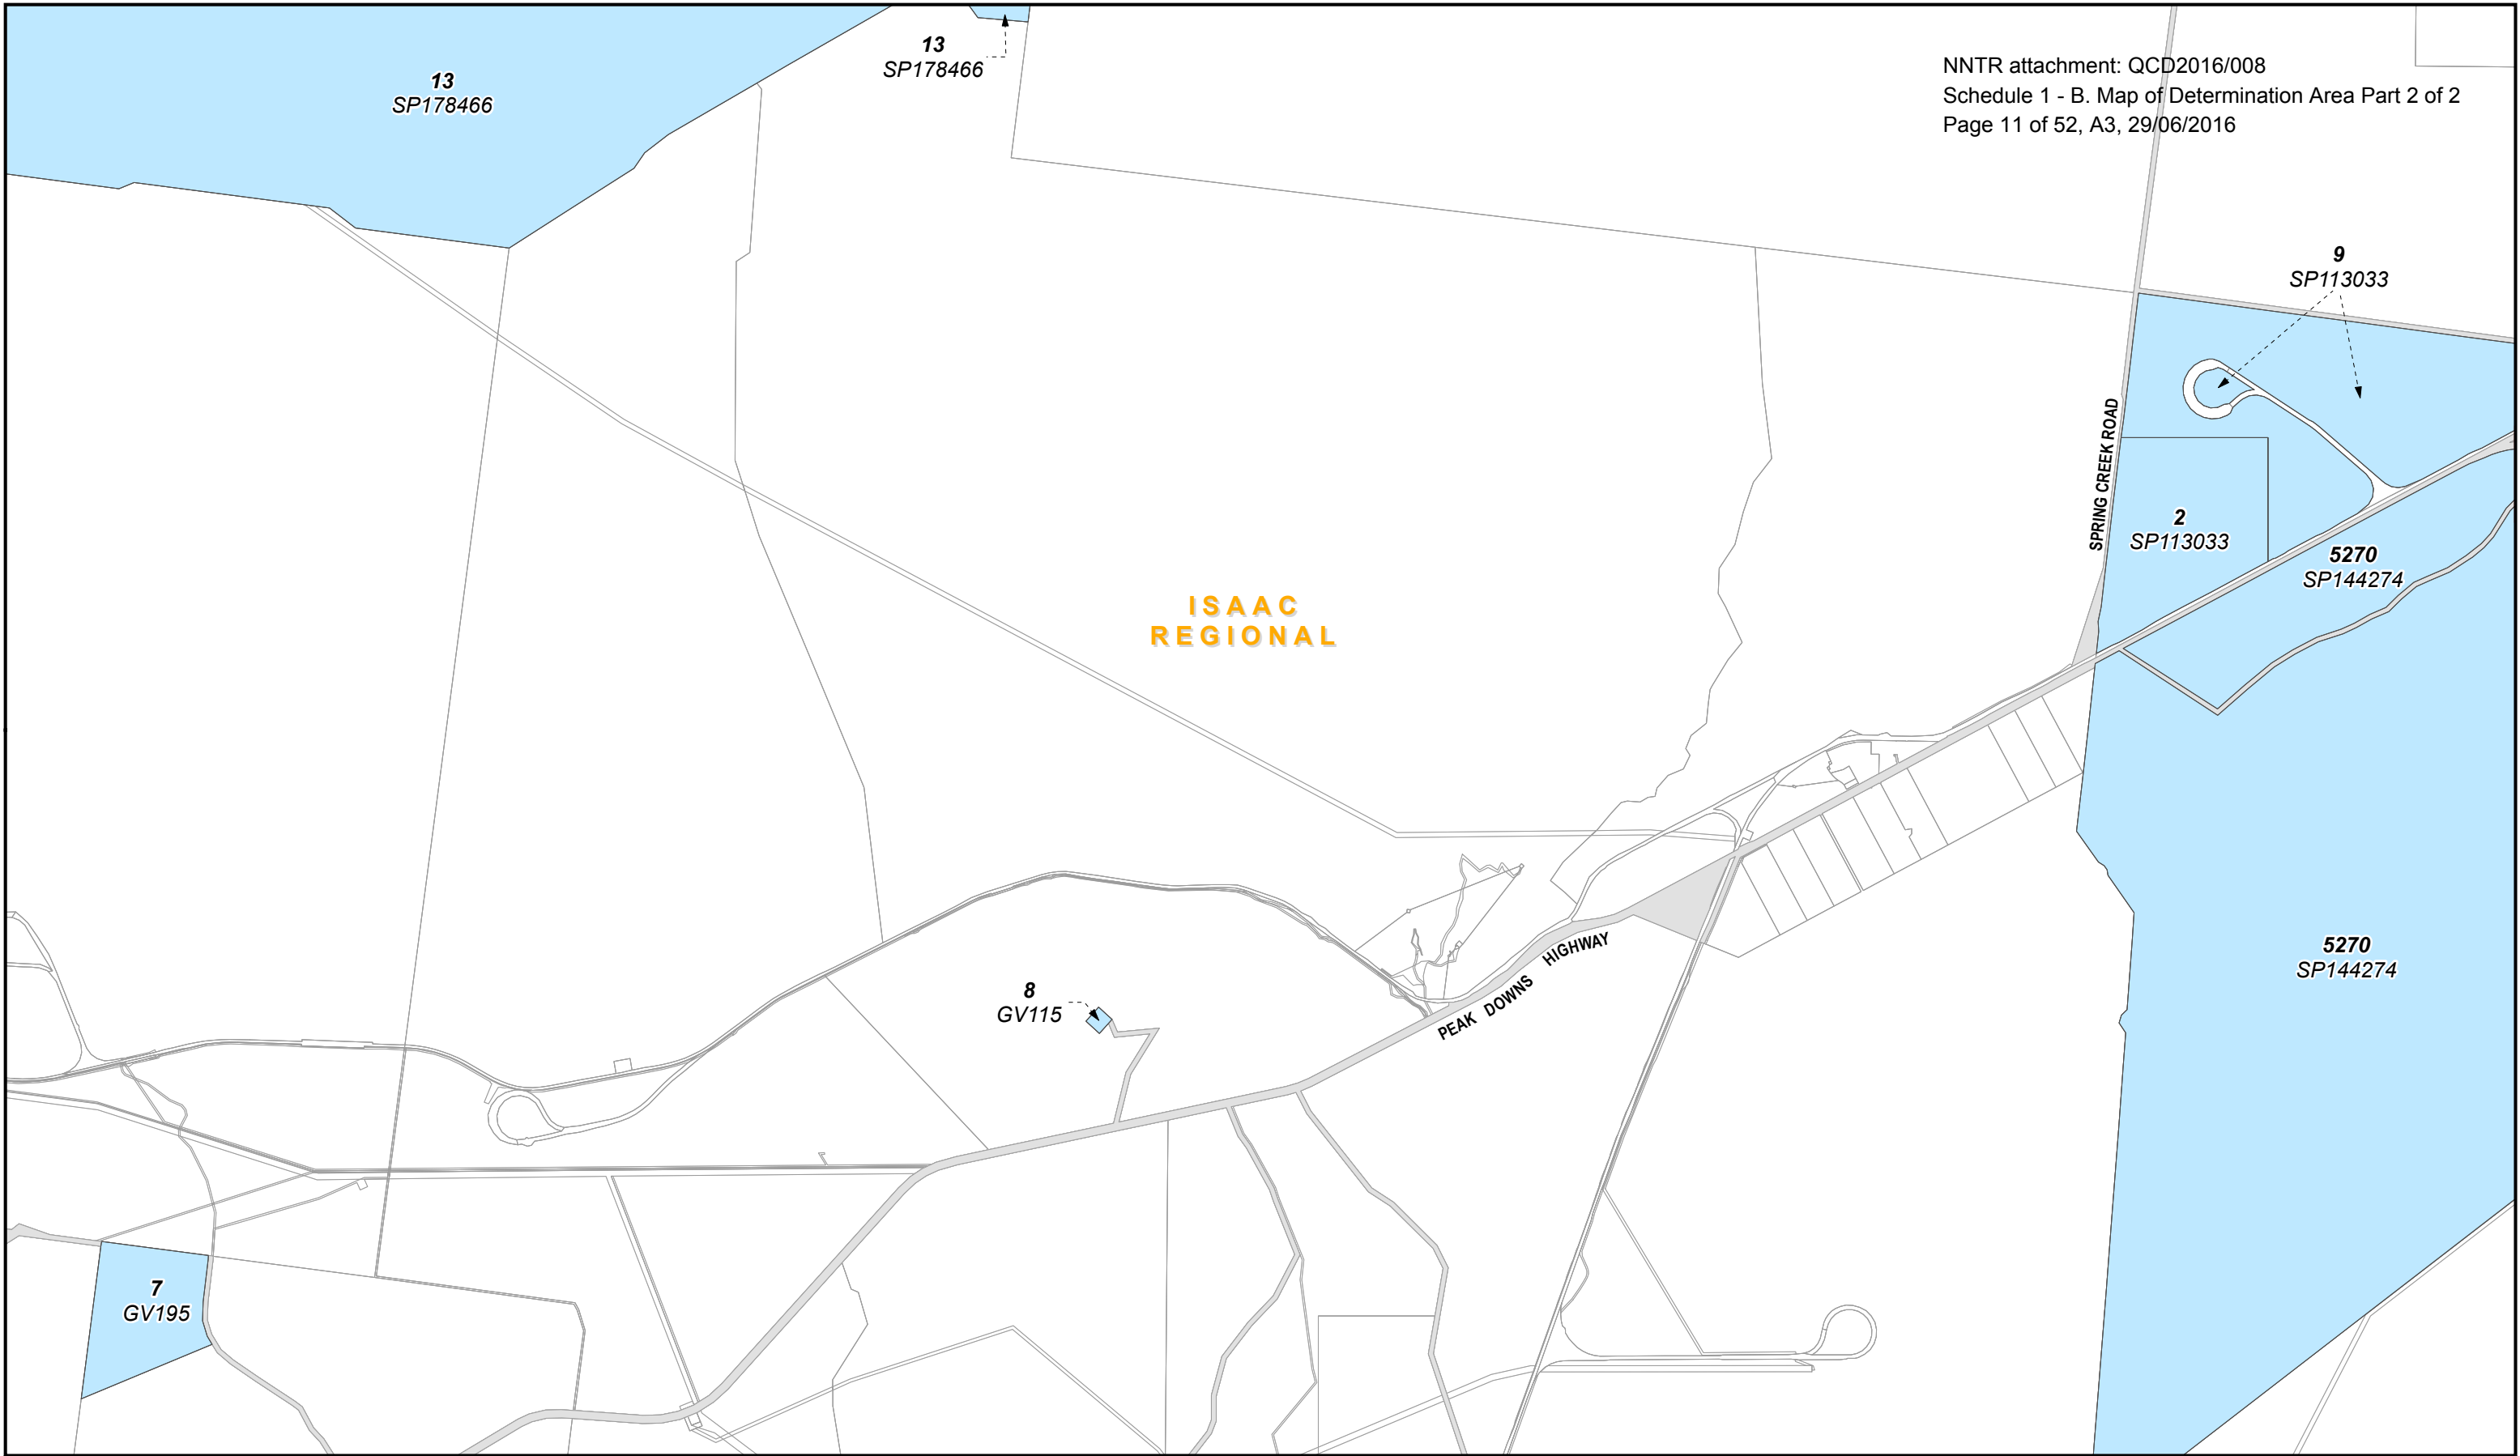 NNTR attachment: QCD2016/008
Schedule 1 - B. Map of Determination Area Part 2 of 2
Page 11 of 52, A3, 29/06/2016
13
SP178466
13
SP178466
9
SP113033
SPRING CREEK ROAD
2
SP113033
5270
SP144274
ISAAC
REGIONAL
PEAK DOWNS HIGHWAY
5270
SP144274
8
GV115
7
GV195